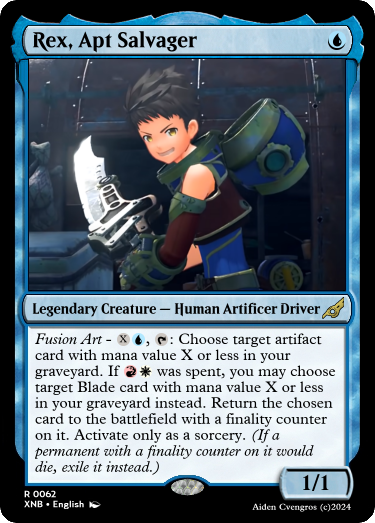 Rex, Apt Salvager
Legendary Creature — Human Artificer Driver
Fusion Art - X, : Choose target artifact
card with mana value X or less in your
graveyard. If was spent, you may choose
target Blade card with mana value X or less
in your graveyard instead. Return the chosen
card to the battlefield with a finality counter
on it. Activate only as a sorcery. (If a
permanent with a finality counter on it would
die, exile it instead.)
1/1
R 0062
XNB • English
Aiden Cvengros (c)2024